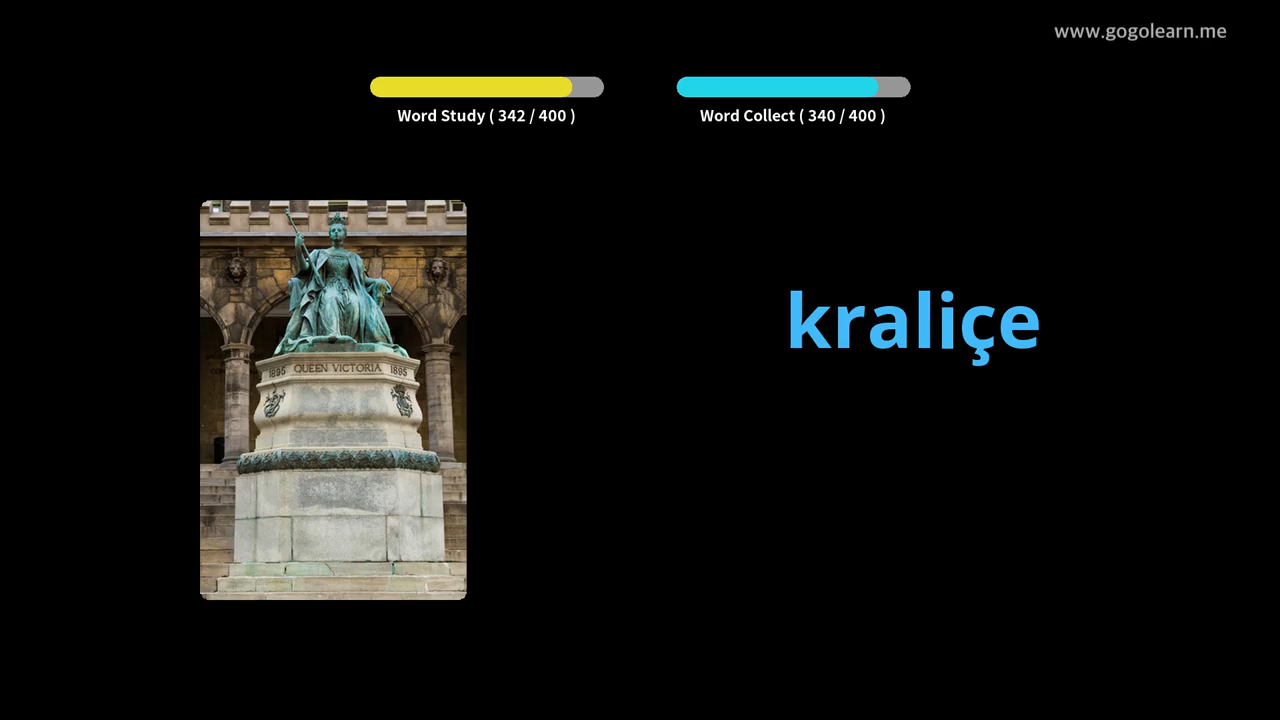 www.gogolearn.me
Word Study ( 342 / 400 )
Word Collect ( 340 / 400 )
kraliçe
1895 QUEEN VICTORIA 1895